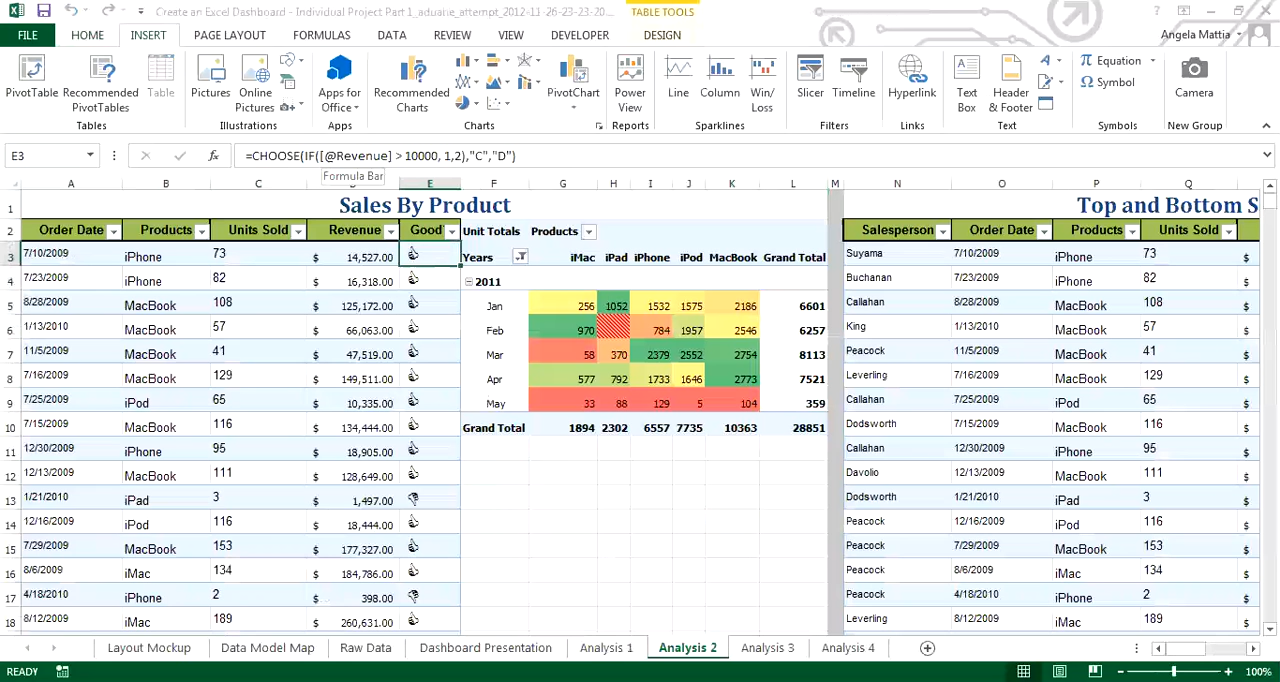 Create an Excel Dashboard - Individual Project Part 1_aduane_attempt_2012-11-26-23-23-20...
TABLE TOOLS
FILE HOME INSERT PAGE LAYOUT FORMULAS DATA REVIEW VIEW DEVELOPER DESIGN Angela Mattia
PivotTable Recommended PivotTables Table
Tables
Pictures Online Pictures
Illustrations
Apps for Office
Apps
Recommended Charts PivotChart
Charts
Power View
Reports
Line Column Win/ Loss
Sparklines
Slicer Timeline
Filters
Hyperlink
Links
Text Box Header & Footer
Text
π Equation
Ω Symbol
Symbols
Camera
New Group
E3 fx =CHOOSE(IF([@Revenue] > 10000, 1,2),"C","D")
Formula Bar
A B C E F G H I J K L M N O P Q
1 Sales By Product Top and Bottom S
2 Order Date Products Units Sold Revenue Good Unit Totals Products Salesperson Order Date Products Units Sold
3 7/10/2009 iPhone 73 $ 14,527.00 Years iMac iPad iPhone iPod MacBook Grand Total Suyama 7/10/2009 iPhone 73 $
4 7/23/2009 iPhone 82 $ 16,318.00 2011 Buchanan 7/23/2009 iPhone 82 $
5 8/28/2009 MacBook 108 $ 125,172.00 Jan 256 1052 1532 1575 2186 6601 Callahan 8/28/2009 MacBook 108 $
6 1/13/2010 MacBook 57 $ 66,063.00 Feb 970 784 1957 2546 6257 King 1/13/2010 MacBook 57 $
7 11/5/2009 MacBook 41 $ 47,519.00 Mar 58 370 2379 2552 2754 8113 Peacock 11/5/2009 MacBook 41 $
8 7/16/2009 MacBook 129 $ 149,511.00 Apr 577 792 1733 1646 2773 7521 Leverling 7/16/2009 MacBook 129 $
9 7/25/2009 iPod 65 $ 10,335.00 May 33 88 129 5 104 359 Callahan 7/25/2009 iPod 65 $
10 7/15/2009 MacBook 116 $ 134,444.00 Grand Total 1894 2302 6557 7735 10363 28851 Dodsworth 7/15/2009 MacBook 116 $
11 12/30/2009 iPhone 95 $ 18,905.00 Callahan 12/30/2009 iPhone 95 $
12 12/13/2009 MacBook 111 $ 128,649.00 Davolio 12/13/2009 MacBook 111 $
13 1/21/2010 iPad 3 $ 1,497.00 Dodsworth 1/21/2010 iPad 3 $
14 12/16/2009 iPod 116 $ 18,444.00 Peacock 12/16/2009 iPod 116 $
15 7/29/2009 MacBook 153 $ 177,327.00 Peacock 7/29/2009 MacBook 153 $
16 8/6/2009 iMac 134 $ 184,786.00 Peacock 8/6/2009 iMac 134 $
17 4/18/2010 iPhone 2 $ 398.00 Peacock 4/18/2010 iPhone 2 $
18 8/12/2009 iMac 189 $ 260,631.00 Leverling 8/12/2009 iMac 189 $
Layout Mockup Data Model Map Raw Data Dashboard Presentation Analysis 1 Analysis 2 Analysis 3 Analysis 4
READY 100%